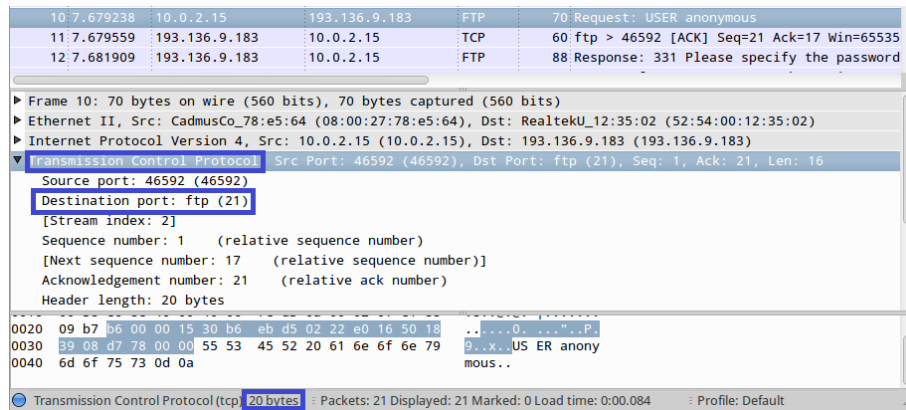 10 7.679238 10.0.2.15 193.136.9.183 FTP 70 Request: USER anonymous
11 7.679559 193.136.9.183 10.0.2.15 TCP 60 ftp > 46592 [ACK] Seq=21 Ack=17 Win=65535
12 7.681909 193.136.9.183 10.0.2.15 FTP 88 Response: 331 Please specify the password
Frame 10: 70 bytes on wire (560 bits), 70 bytes captured (560 bits)
Ethernet II, Src: CadmusCo_78:e5:64 (08:00:27:78:e5:64), Dst: RealtekU_12:35:02 (52:54:00:12:35:02)
Internet Protocol Version 4, Src: 10.0.2.15 (10.0.2.15), Dst: 193.136.9.183 (193.136.9.183)
Transmission Control Protocol, Src Port: 46592 (46592), Dst Port: ftp (21), Seq: 1, Ack: 21, Len: 16
Source port: 46592 (46592)
Destination port: ftp (21)
[Stream index: 2]
Sequence number: 1 (relative sequence number)
[Next sequence number: 17 (relative sequence number)]
Acknowledgement number: 21 (relative ack number)
Header length: 20 bytes
0020 09 b7 b6 00 00 15 30 b6 eb d5 02 22 e0 16 50 18 ......0. ..."..P.
0030 39 08 d7 78 00 00 55 53 45 52 20 61 6e 6f 6e 79 9..x..US ER anony
0040 6d 6f 75 73 0d 0a mous..
Transmission Control Protocol (tcp), 20 bytes Packets: 21 Displayed: 21 Marked: 0 Load time: 0:00.084 Profile: Default